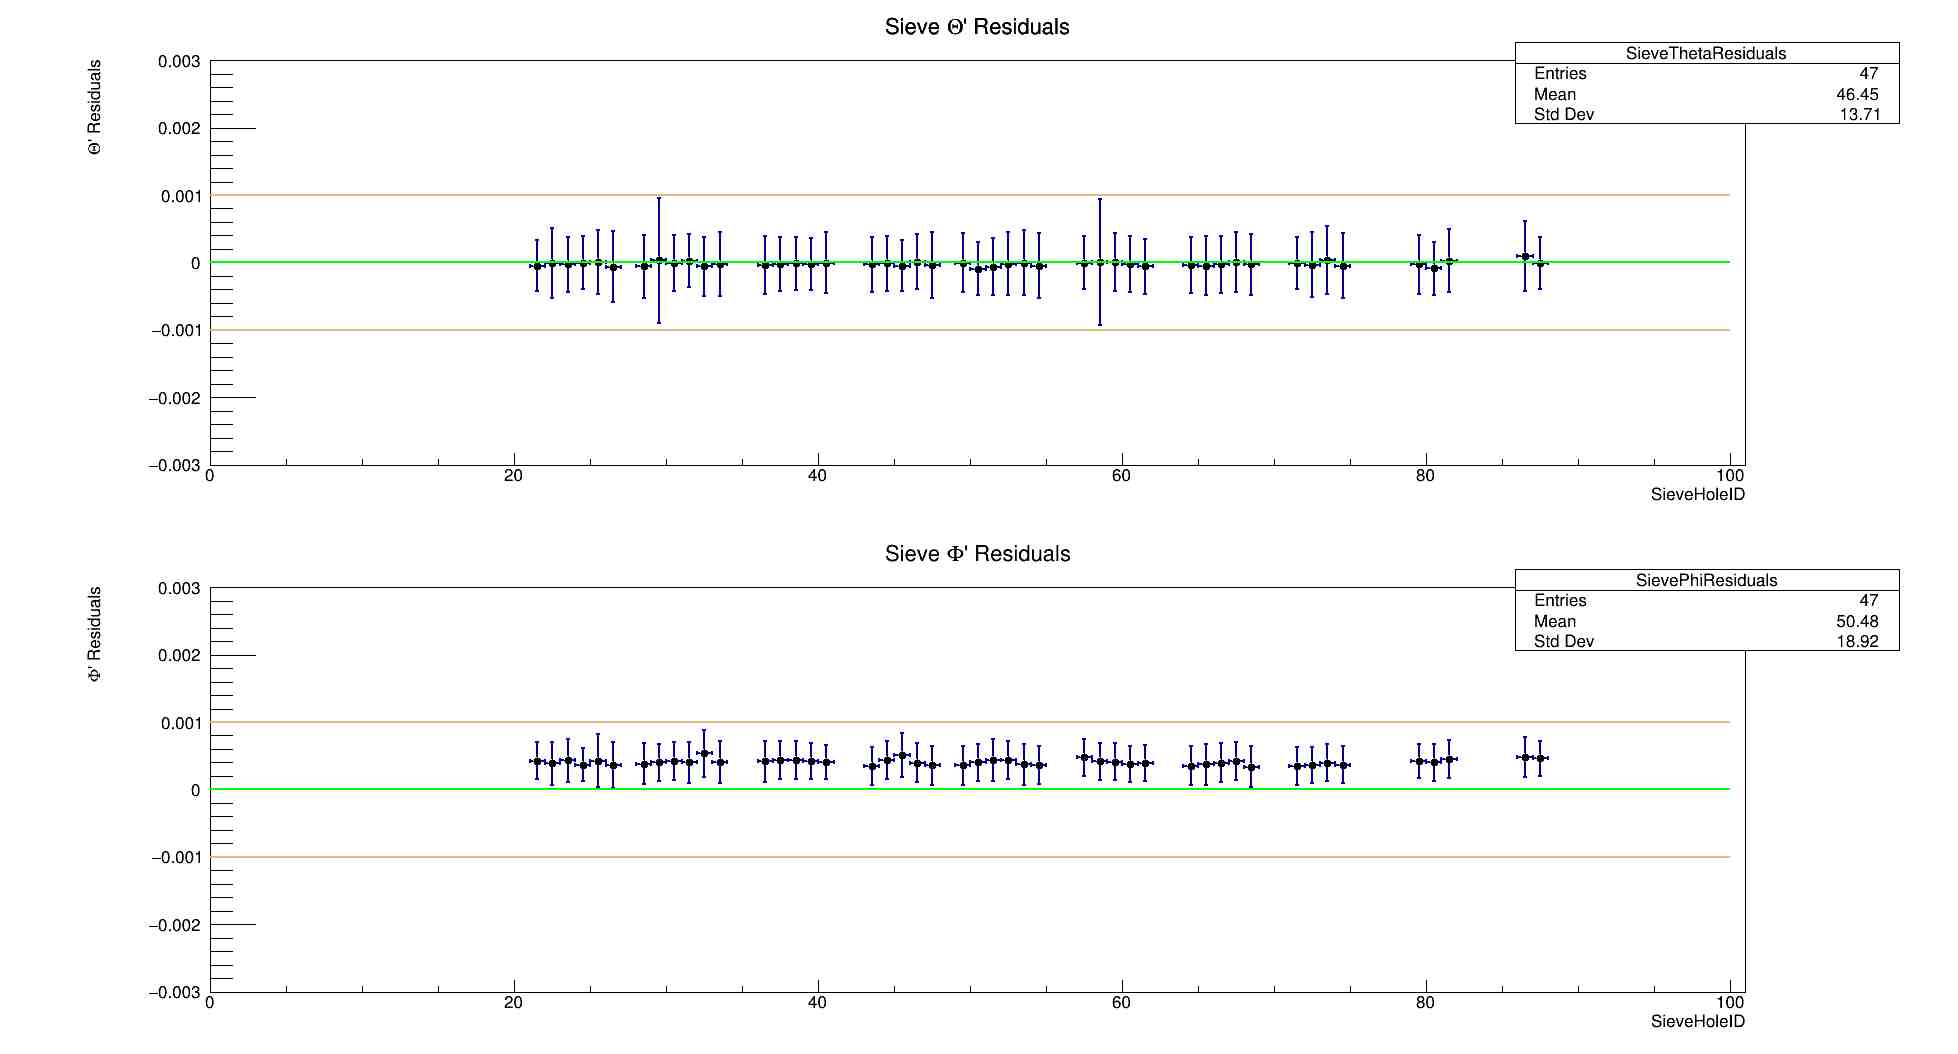 Sieve Θ' Residuals
Θ' Residuals
SieveThetaResiduals
Entries 47
Mean 46.45
Std Dev 13.71
0.003
0.002
0.001
0
−0.001
−0.002
−0.003
0 20 40 60 80 100
SieveHoleID
Sieve Φ' Residuals
Φ' Residuals
SievePhiResiduals
Entries 47
Mean 50.48
Std Dev 18.92
0.003
0.002
0.001
0
−0.001
−0.002
−0.003
0 20 40 60 80 100
SieveHoleID